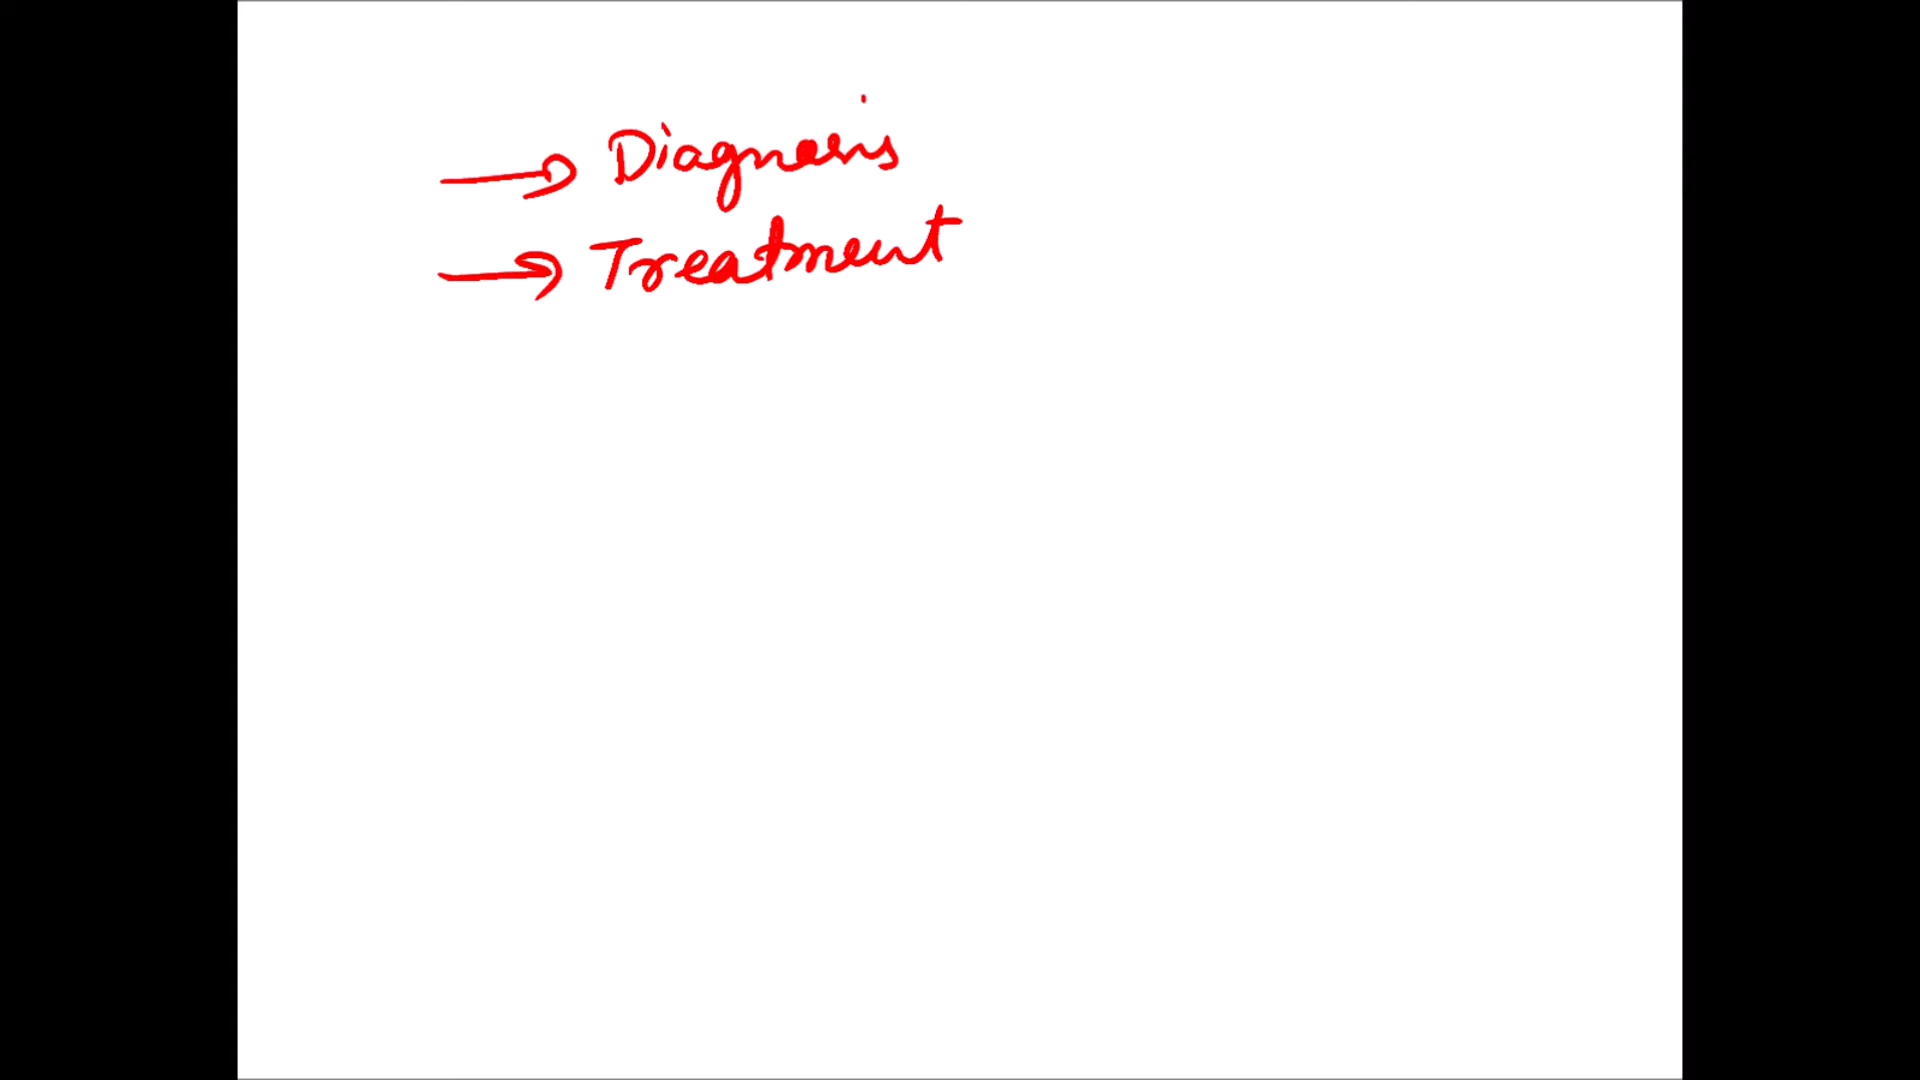 → Diagnosis
→ Treatment